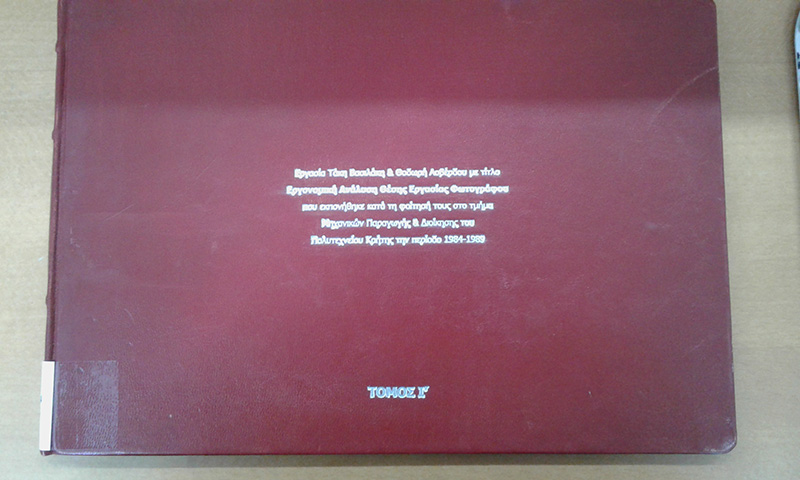 Εργασία Τάκη Βασιλάκη & Θοδωρή Λοβέρδου με τίτλο
Εργονομική Ανάλυση Θέσης Εργασίας Φωτογράφου
που εκπονήθηκε κατά τη φοίτησή τους στο τμήμα
Μηχανικών Παραγωγής & Διοίκησης του
Πολυτεχνείου Κρήτης την περίοδο 1984-1989
ΤΟΜΟΣ Γ'